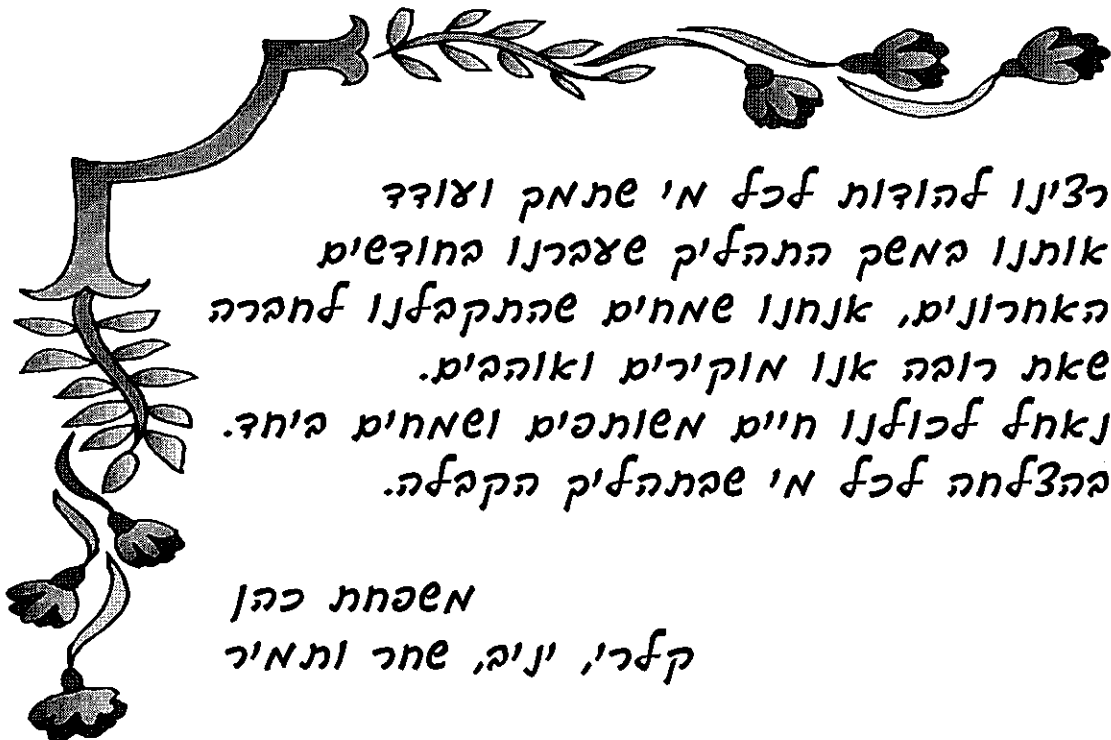 רצינו להודות לכל מי שתמך ועודד
אותנו במשך התהליך שעברנו בחודשים
האחרונים, אנחנו שמחים שהתקבלנו לחברה
שאת רובה אנו מוקירים ואוהבים.
נאחל לכולנו חיים משותפים ושמחים ביחד.
בהצלחה לכל מי שבתהליך הקבלה.
משפחת כהן
קלרי, יניב, שחר ותמיר